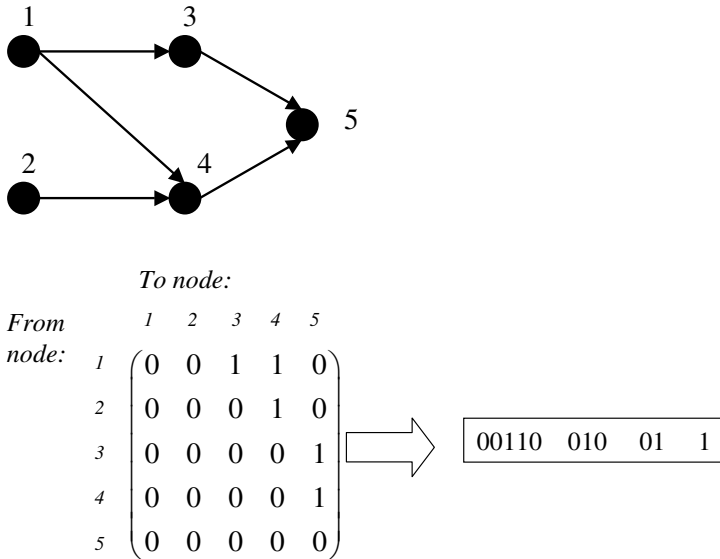 1 3
5
2 4
To node:
From node:
1 2 3 4 5
1 0 0 1 1 0
2 0 0 0 1 0
3 0 0 0 0 1
4 0 0 0 0 1
5 0 0 0 0 0
00110 010 01 1